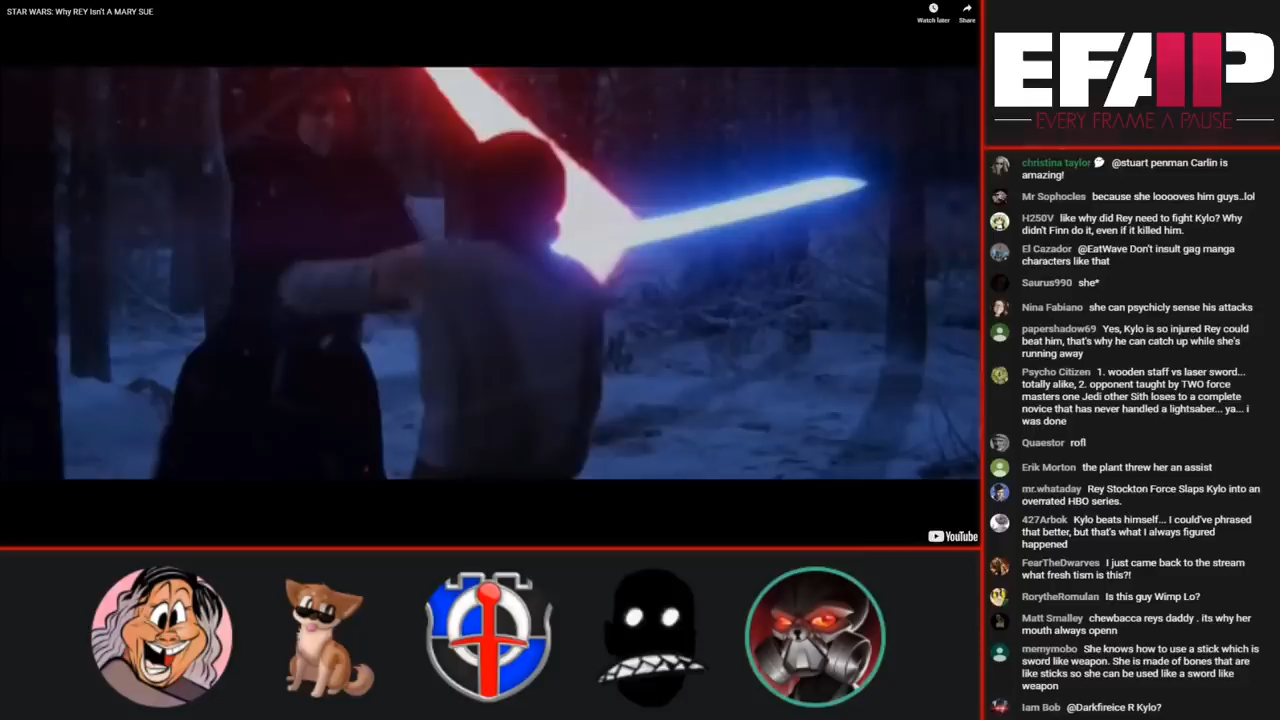 STAR WARS: Why REY Isn't A MARY SUE
Watch later
Share
YouTube
EFAP
EVERY FRAME A PAUSE
christina taylor @stuart penman Carlin is
amazing!
Mr Sophocles because she looooves him guys..lol
H250V like why did Rey need to fight Kylo? Why
didn't Finn do it, even if it killed him.
El Cazador @EatWave Don't insult gag manga
characters like that
Saurus990 she*
Nina Fabiano she can psychicly sense his attacks
papershadow69 Yes, Kylo is so injured Rey could
beat him, that's why he can catch up while she's
running away
Psycho Citizen 1. wooden staff vs laser sword...
totally alike, 2. opponent taught by TWO force
masters one Jedi other Sith loses to a complete
novice that has never handled a lightsaber... ya... i
was done
Quaestor rofl
Erik Morton the plant threw her an assist
mr.whataday Rey Stockton Force Slaps Kylo into an
overrated HBO series.
427Arbok Kylo beats himself... I could've phrased
that better, but that's what I always figured
happened
FearTheDwarves I just came back to the stream
what fresh tism is this?!
RorytheRomulan Is this guy Wimp Lo?
Matt Smalley chewbacca reys daddy . its why her
mouth always openn
memymobo She knows how to use a stick which is
sword like weapon. She is made of bones that are
like sticks so she can be used like a sword like
weapon
Iam Bob @Darkfireice R Kylo?